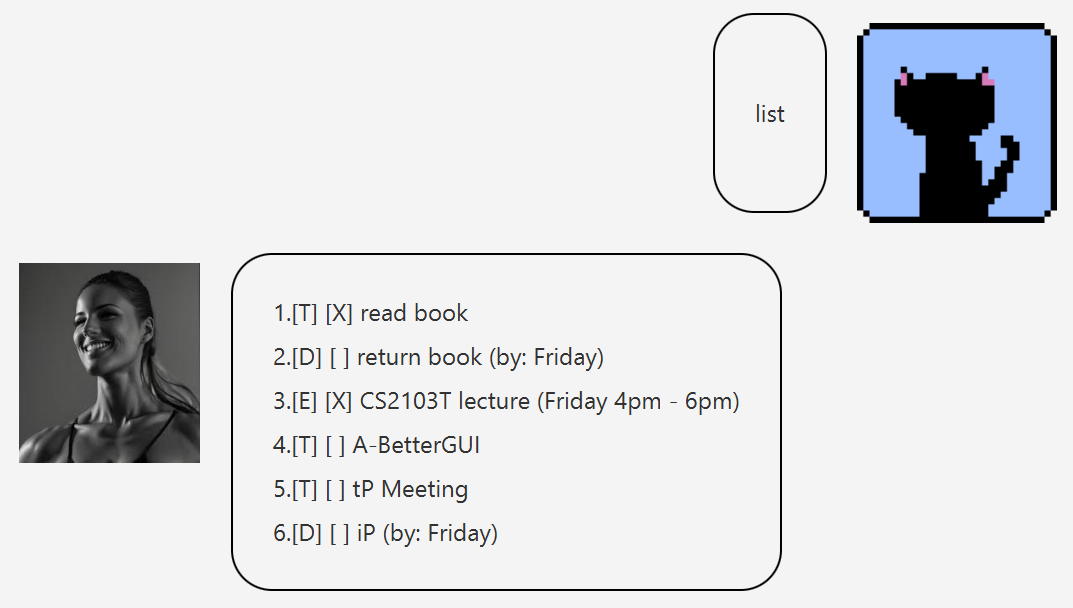 list
1.[T] [X] read book
2.[D] [ ] return book (by: Friday)
3.[E] [X] CS2103T lecture (Friday 4pm - 6pm)
4.[T] [ ] A-BetterGUI
5.[T] [ ] tP Meeting
6.[D] [ ] iP (by: Friday)